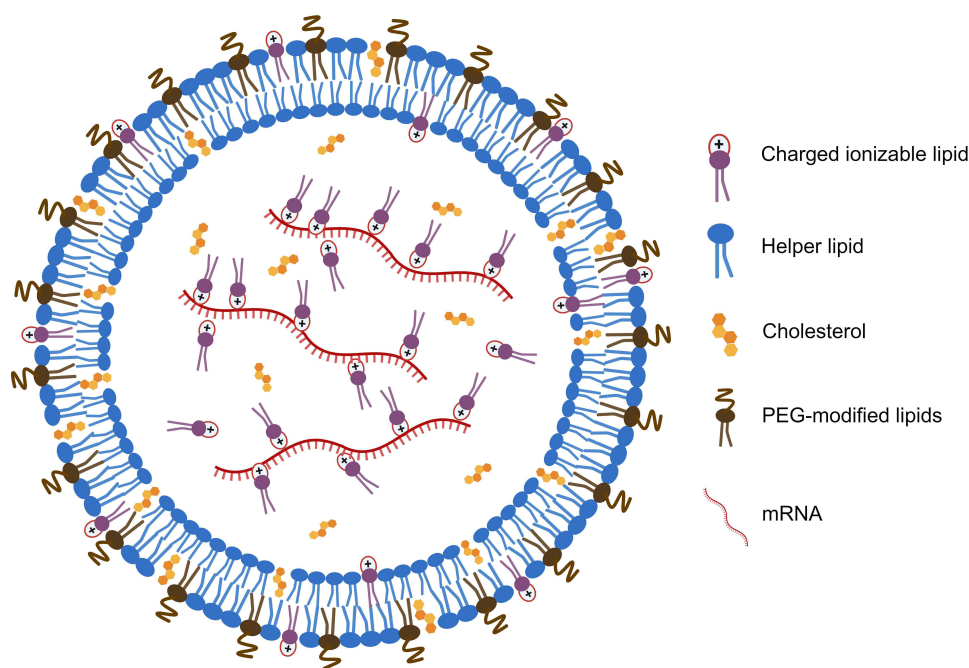 Charged ionizable lipid
Helper lipid
Cholesterol
PEG-modified lipids
mRNA